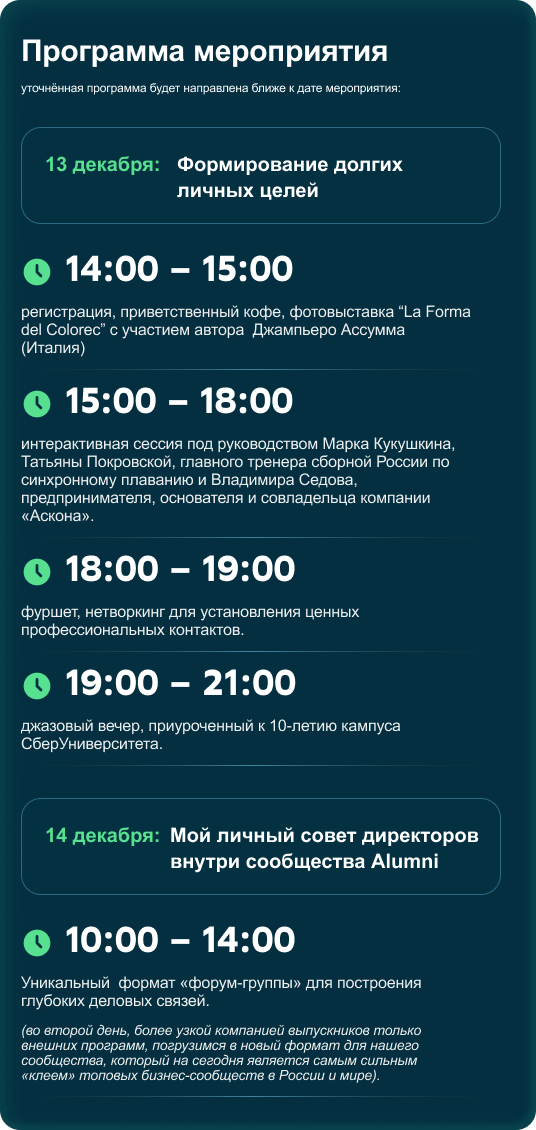 Программа мероприятия
уточнённая программа будет направлена ближе к дате мероприятия:
13 декабря: Формирование долгих
личных целей
14:00 – 15:00
регистрация, приветственный кофе, фотовыставка “La Forma
del Colorec” с участием автора  Джампьеро Ассумма
(Италия)
15:00 – 18:00
интерактивная сессия под руководством Марка Кукушкина,
Татьяны Покровской, главного тренера сборной России по
синхронному плаванию и Владимира Седова,
предпринимателя, основателя и совладельца компании
«Аскона».
18:00 – 19:00
фуршет, нетворкинг для установления ценных
профессиональных контактов.
19:00 – 21:00
джазовый вечер, приуроченный к 10-летию кампуса
СберУниверситета.
14 декабря: Мой личный совет директоров
внутри сообщества Alumni
10:00 – 14:00
Уникальный  формат «форум-группы» для построения
глубоких деловых связей.
(во второй день, более узкой компанией выпускников только
внешних программ, погрузимся в новый формат для нашего
сообщества, который на сегодня является самым сильным
«клеем» топовых бизнес-сообществ в России и мире).